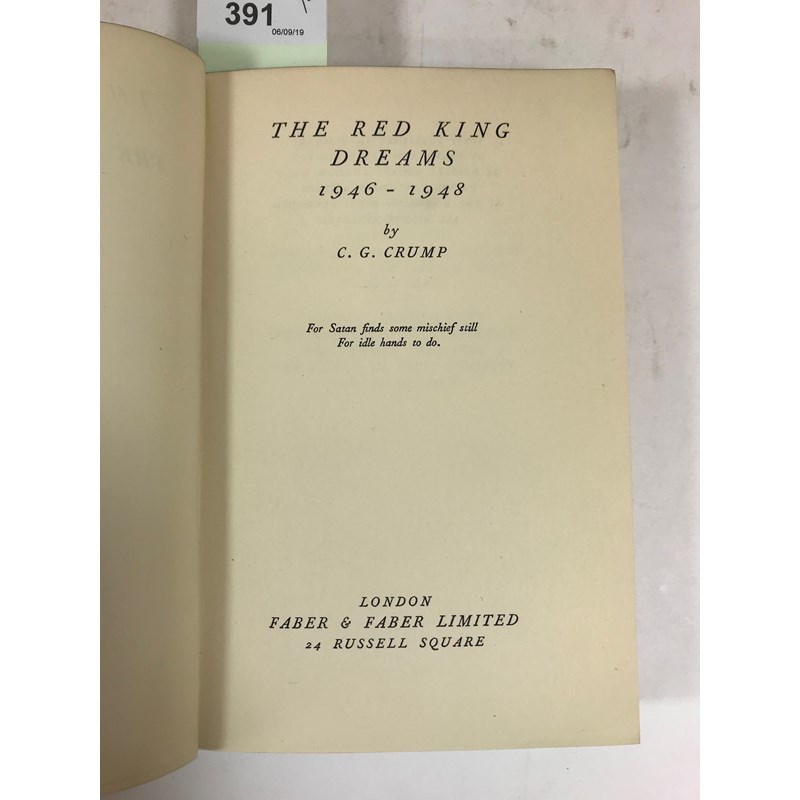 391
06/09/19
THE RED KING
DREAMS
1946 - 1948
by
C. G. CRUMP
For Satan finds some mischief still
For idle hands to do.
LONDON
FABER & FABER LIMITED
24 RUSSELL SQUARE